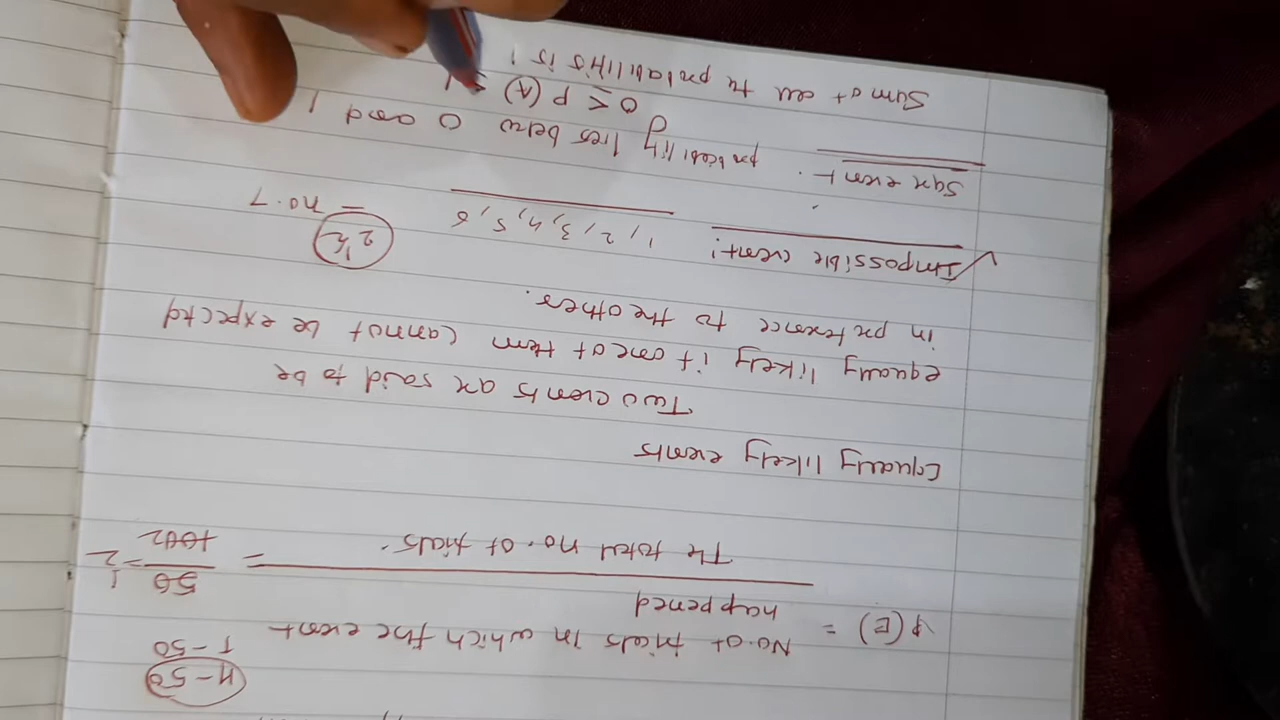 H-50
T-50
P(E) = No. of trials in which the event
happened
The total no. of trials. = 50 / 100 2 = 1/2
Equally likely events
Two events are said to be
equally likely if one of them cannot be expected
in preference to the others.
Impossible event: 1, 2, 3, 4, 5, 6 = no. 7
Sure event. probability lies betw 0 and 1
0 ≤ P(A) ≤ 1
Sum of all the probabilities is 1